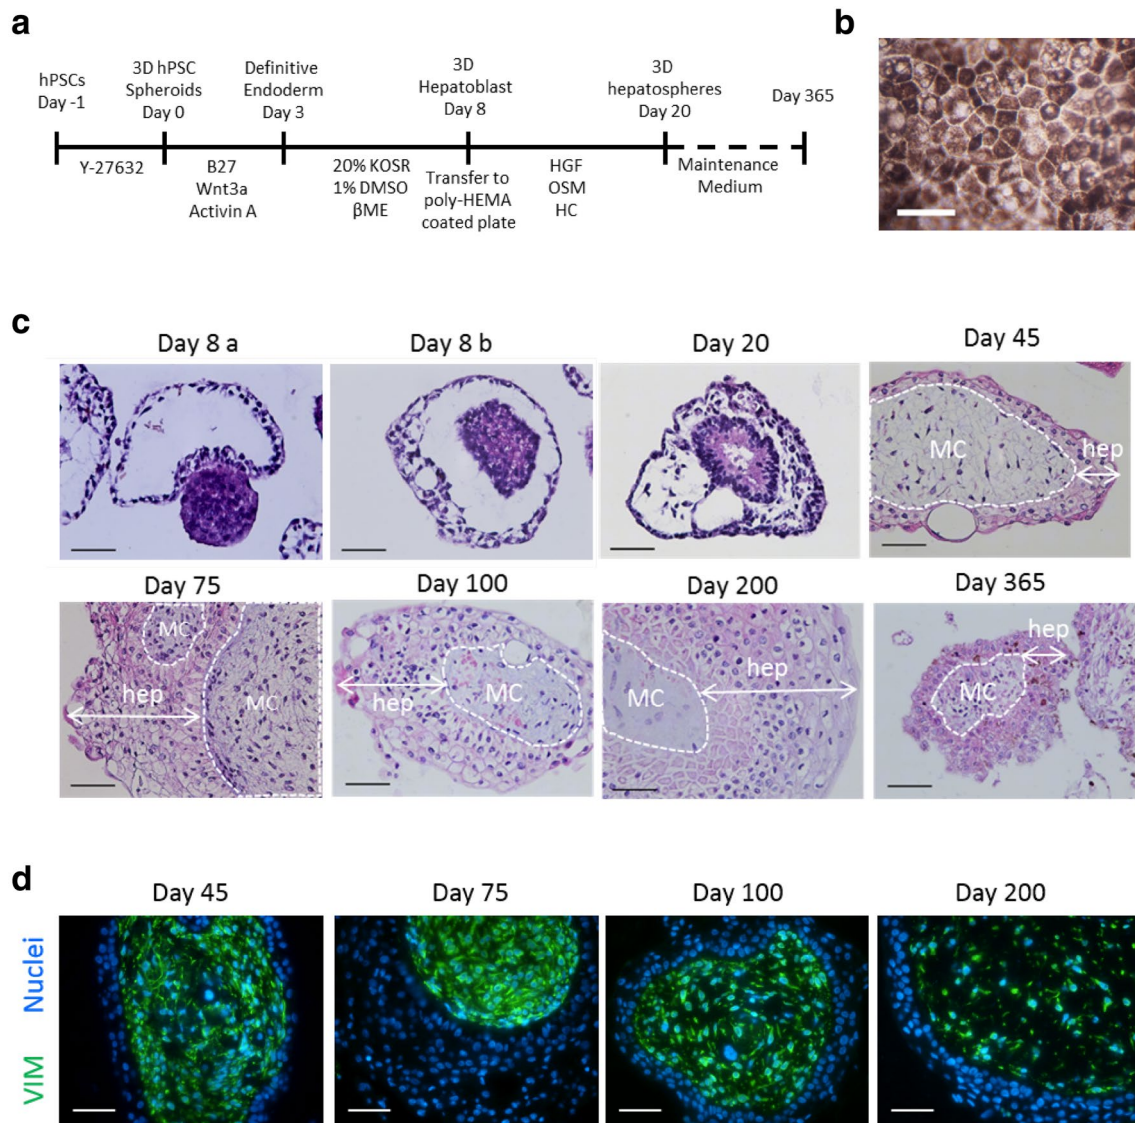 a
b
hPSCs
Day -1
3D hPSC
Spheroids
Day 0
Definitive
Endoderm
Day 3
3D
Hepatoblast
Day 8
3D
hepatospheres
Day 20
Day 365
Y-27632
B27
Wnt3a
Activin A
20% KOSR
1% DMSO
βME
Transfer to
poly-HEMA
coated plate
HGF
OSM
HC
Maintenance
Medium
c
Day 8 a
Day 8 b
Day 20
Day 45
MC
hep
Day 75
Day 100
Day 200
Day 365
MC
hep
MC
hep
MC
MC
hep
hep
MC
d
Day 45
Day 75
Day 100
Day 200
VIM Nuclei